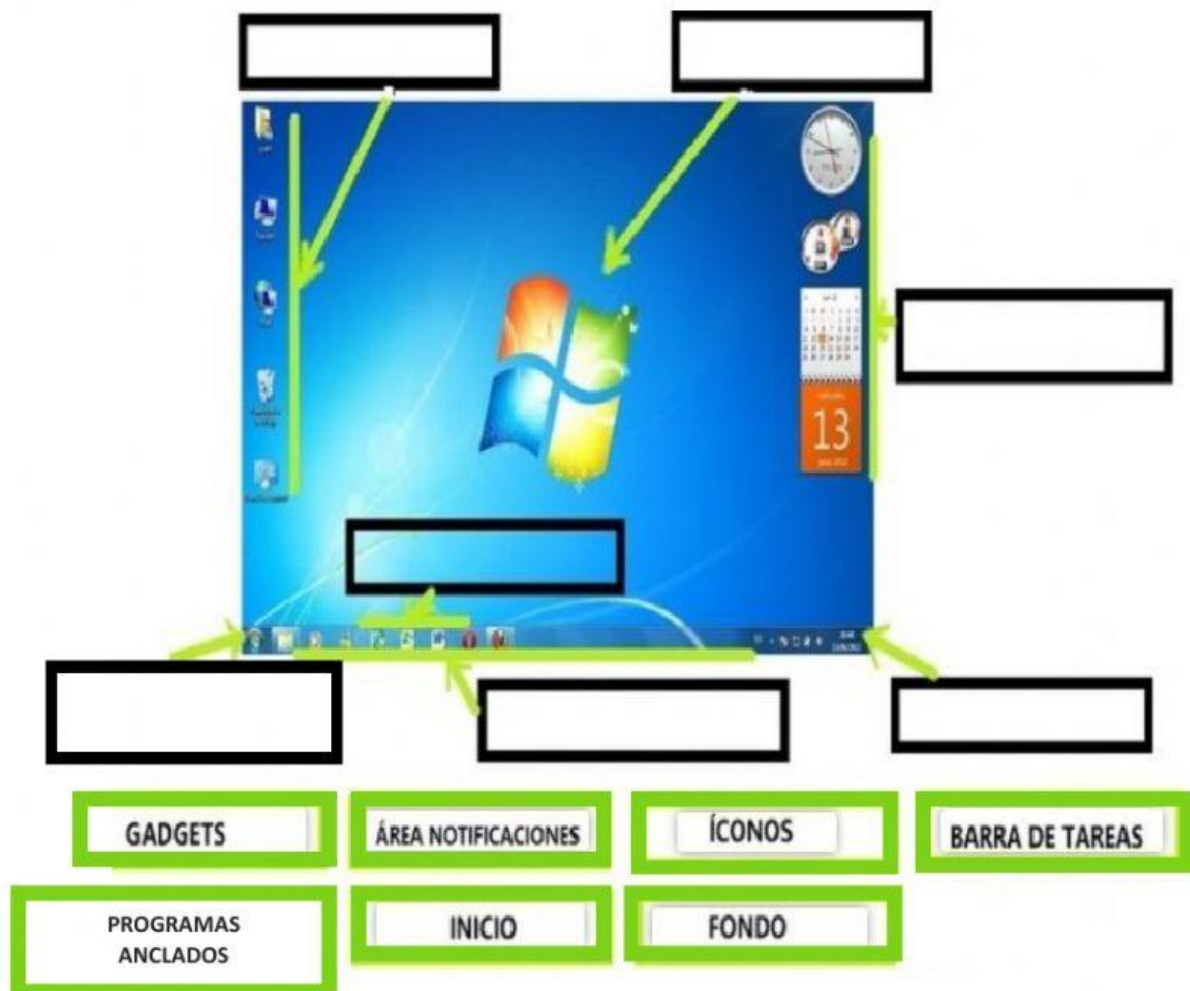 13
GADGETS
ÁREA NOTIFICACIONES
ÍCONOS
BARRA DE TAREAS
PROGRAMAS
ANCLADOS
INICIO
FONDO